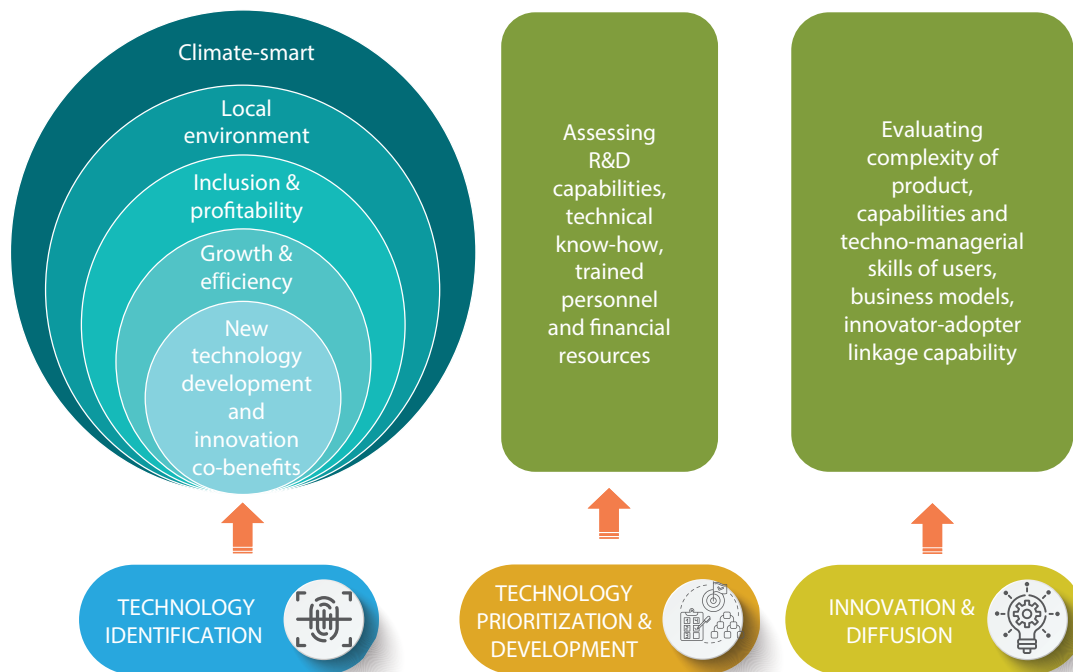 Climate-smart
Local
environment
Inclusion &
profitability
Growth &
efficiency
New
technology
development
and
innovation
co-benefits
Assessing
R&D
capabilities,
technical
know-how,
trained
personnel
and financial
resources
Evaluating
complexity of
product,
capabilities and
techno-managerial
skills of users,
business models,
innovator-adopter
linkage capability
TECHNOLOGY
IDENTIFICATION
TECHNOLOGY
PRIORITIZATION &
DEVELOPMENT
INNOVATION &
DIFFUSION